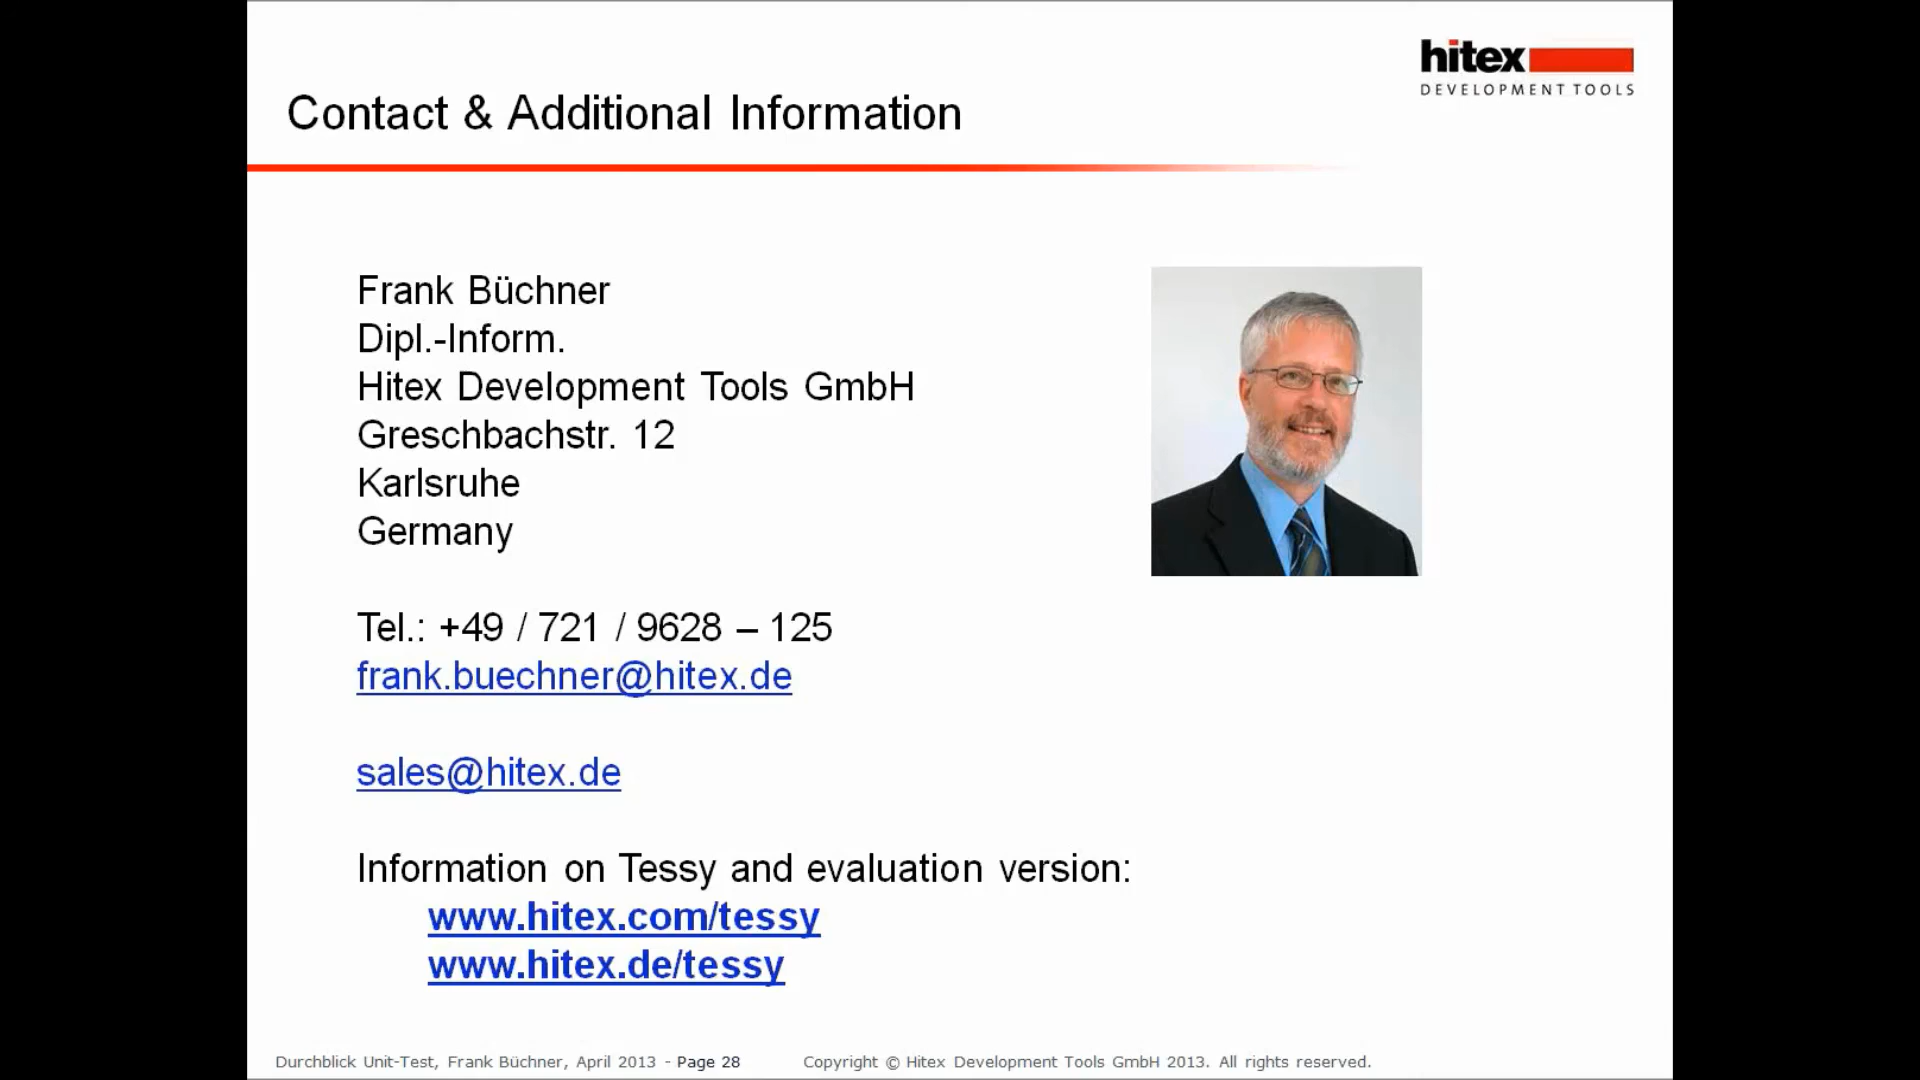 hitex
DEVELOPMENT TOOLS
Contact & Additional Information
Frank Büchner
Dipl.-Inform.
Hitex Development Tools GmbH
Greschbachstr. 12
Karlsruhe
Germany
Tel.: +49 / 721 / 9628 – 125
frank.buechner@hitex.de
sales@hitex.de
Information on Tessy and evaluation version:
www.hitex.com/tessy
www.hitex.de/tessy
Durchblick Unit-Test, Frank Büchner, April 2013 - Page 28 Copyright © Hitex Development Tools GmbH 2013. All rights reserved.